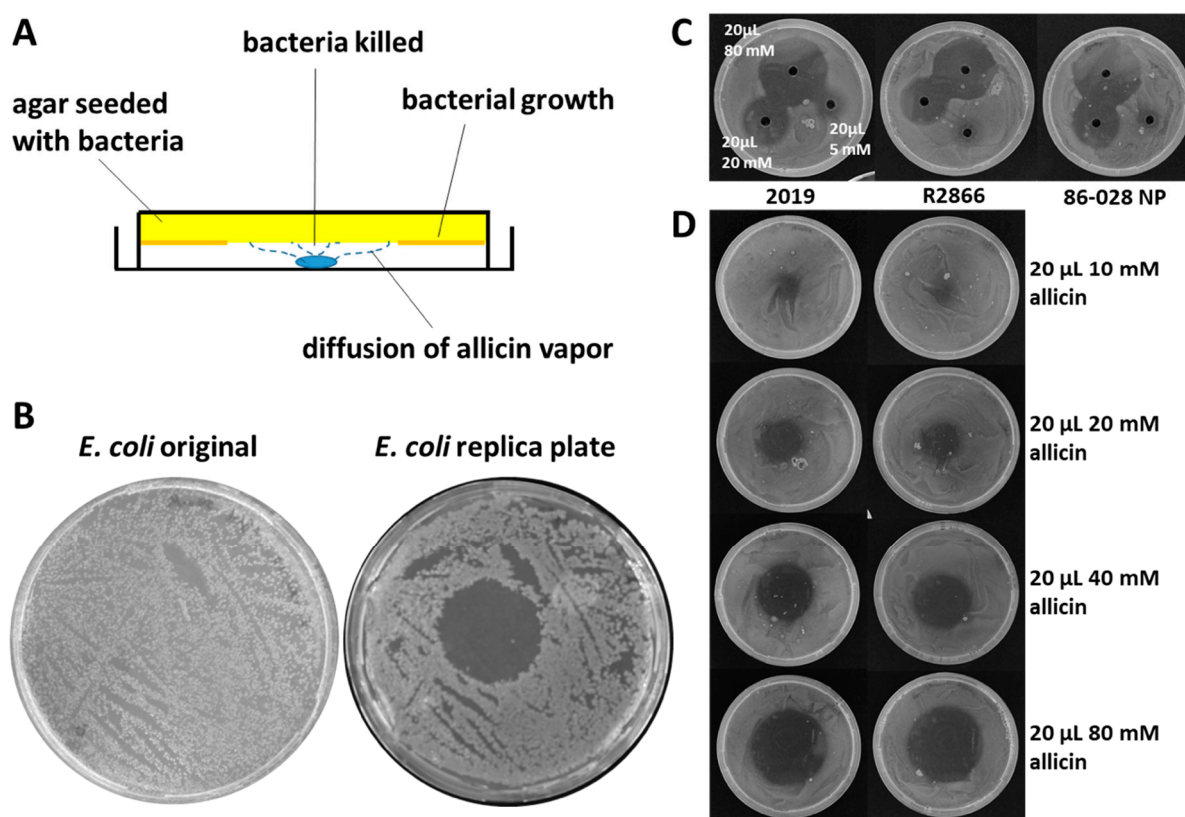 A
bacteria killed
agar seeded
with bacteria
bacterial growth
diffusion of allicin vapor
B
E. coli original
E. coli replica plate
C
20µL
80 mM
20µL
20 mM
20µL
5 mM
2019
R2866
86-028 NP
D
20 µL 10 mM
allicin
20 µL 20 mM
allicin
20 µL 40 mM
allicin
20 µL 80 mM
allicin